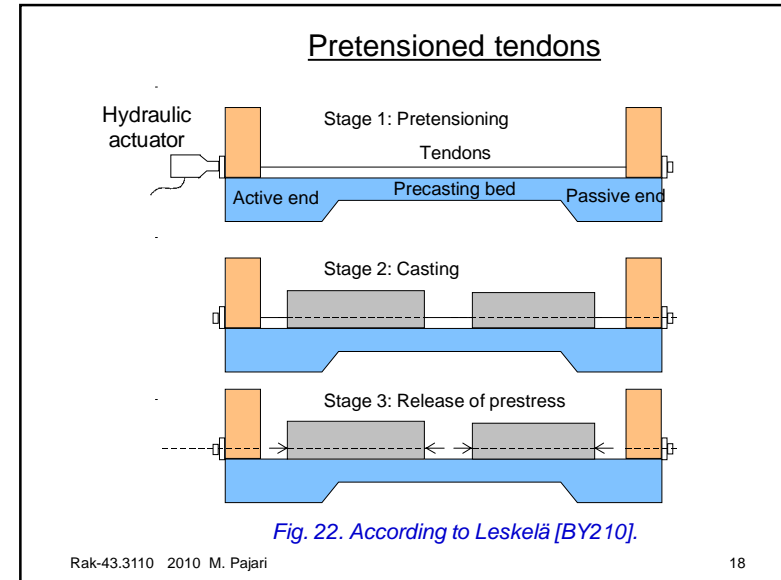 Pretensioned tendons
Hydraulic
actuator
Stage 1: Pretensioning
Tendons
Active end
Precasting bed
Passive end
Stage 2: Casting
Stage 3: Release of prestress
Fig. 22. According to Leskelä [BY210].
Rak-43.3110 2010 M. Pajari
18